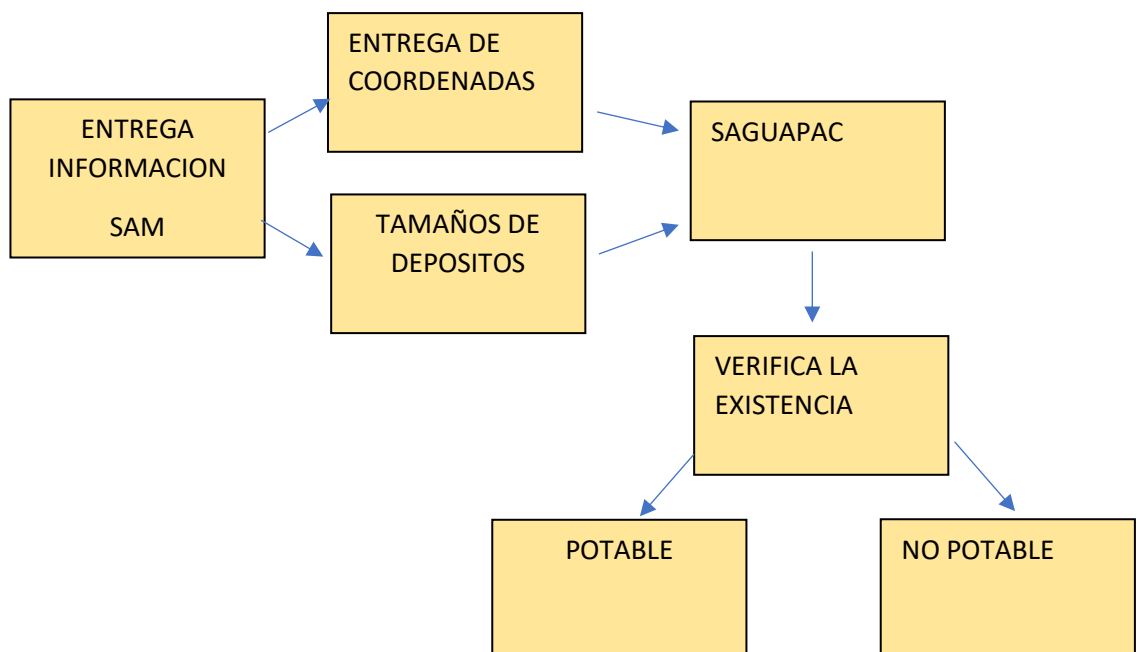 ENTREGA
INFORMACION
SAM
ENTREGA DE
COORDENADAS
TAMAÑOS DE
DEPOSITOS
SAGUAPAC
VERIFICA LA
EXISTENCIA
POTABLE
NO POTABLE